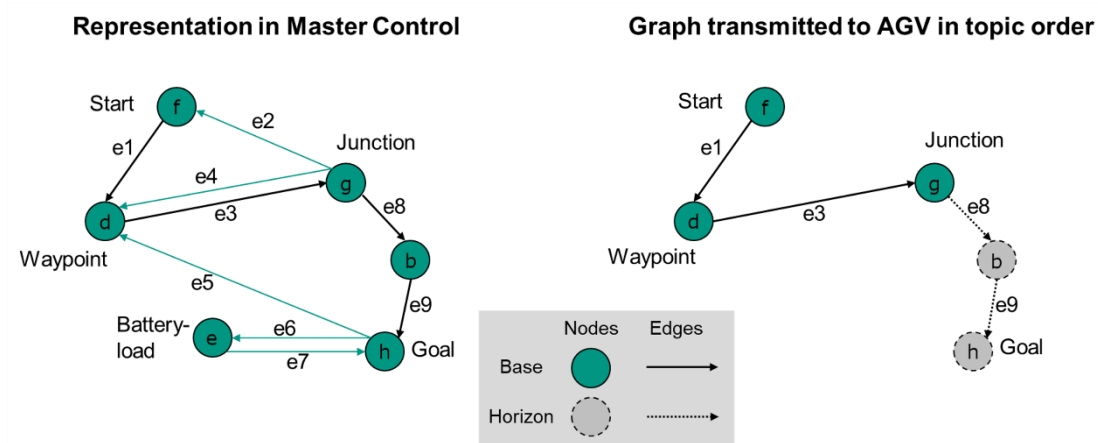 Representation in Master Control
Start
f
e1
e2
Junction
e4
g
e3
e8
d
Waypoint
b
e5
e9
Battery-
load
e
e6
e7
h
Goal
Graph transmitted to AGV in topic order
Start
f
e1
Junction
g
e3
e8
d
Waypoint
b
e9
h
Goal
Nodes Edges
Base
Horizon